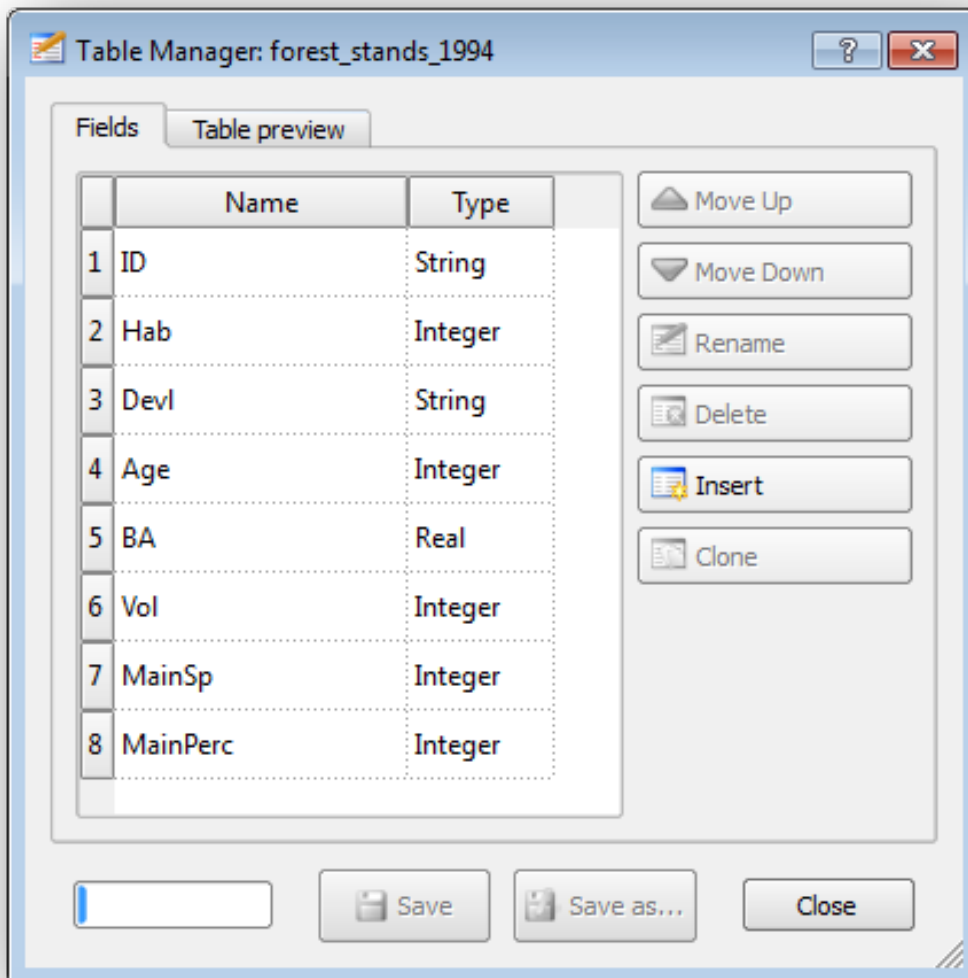 Table Manager: forest_stands_1994 ?
Fields Table preview
Name Type
1 ID String
2 Hab Integer
3 Devl String
4 Age Integer
5 BA Real
6 Vol Integer
7 MainSp Integer
8 MainPerc Integer
Move Up
Move Down
Rename
Delete
Insert
Clone
Save Save as... Close